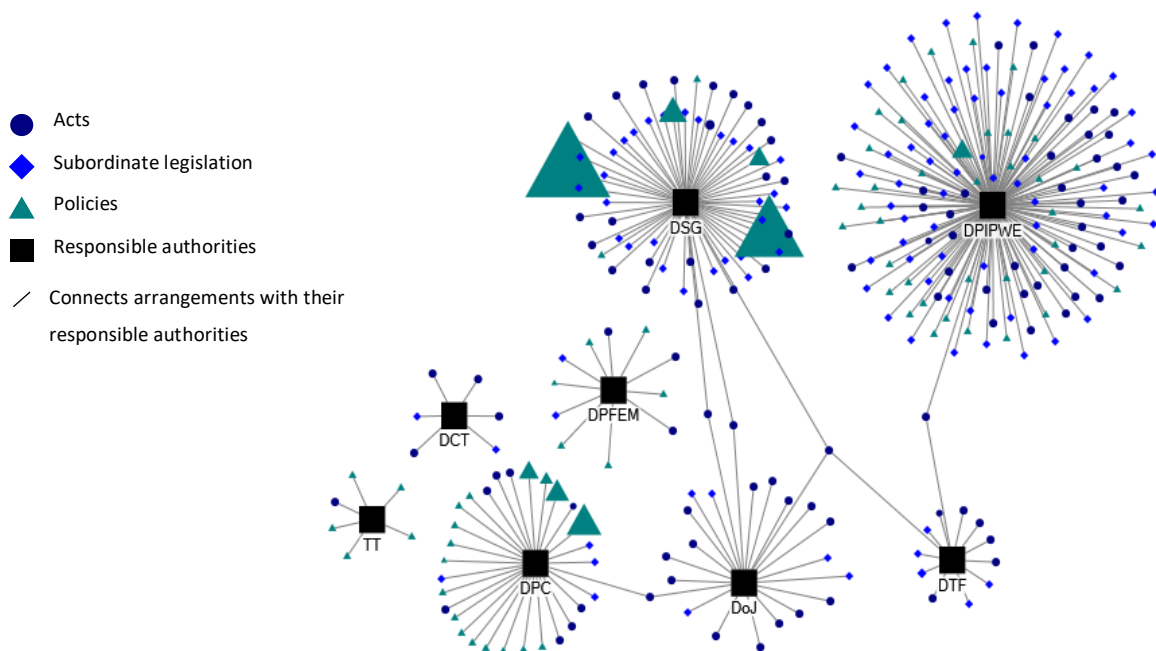 Acts
Subordinate legislation
Policies
Responsible authorities
Connects arrangements with their
responsible authorities
DSG
DPIPWE
DPFEM
DCT
TT
DPC
DoJ
DTF